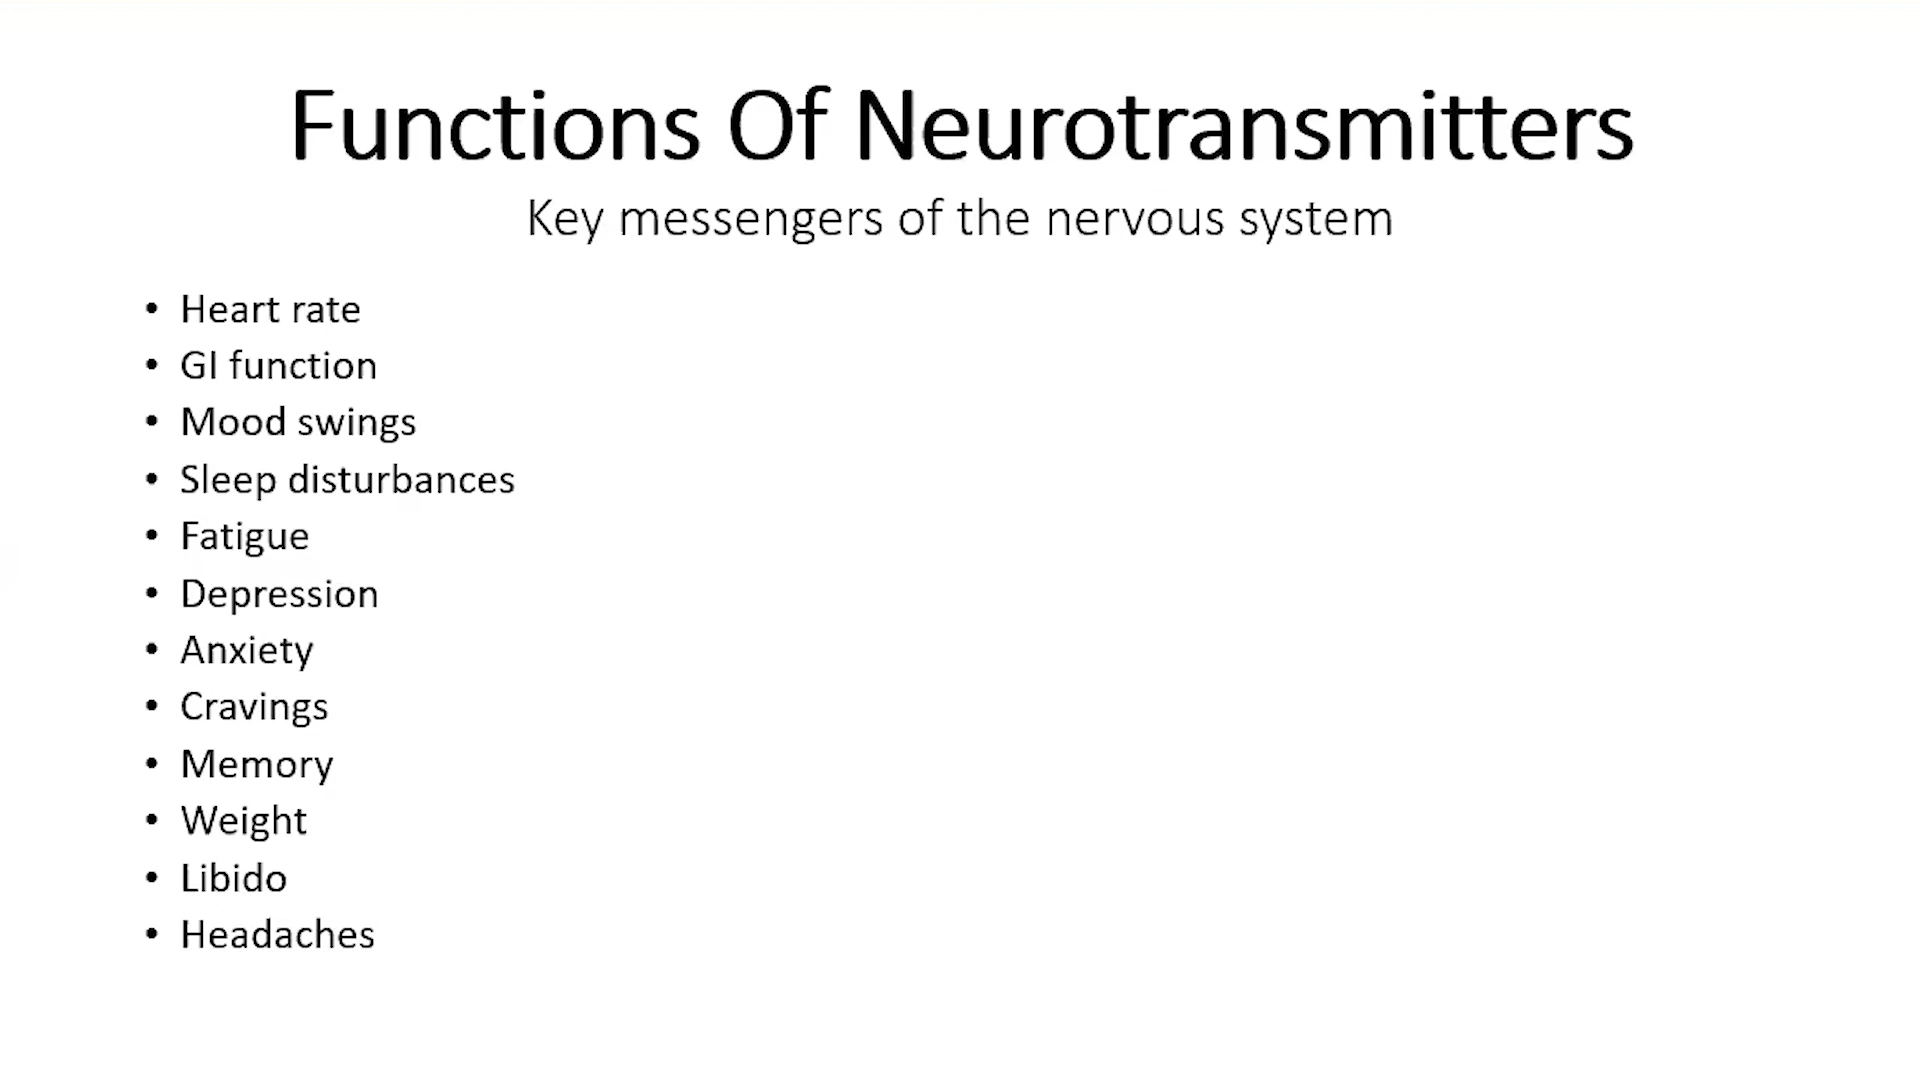 Functions Of Neurotransmitters
Key messengers of the nervous system
• Heart rate
• GI function
• Mood swings
• Sleep disturbances
• Fatigue
• Depression
• Anxiety
• Cravings
• Memory
• Weight
• Libido
• Headaches